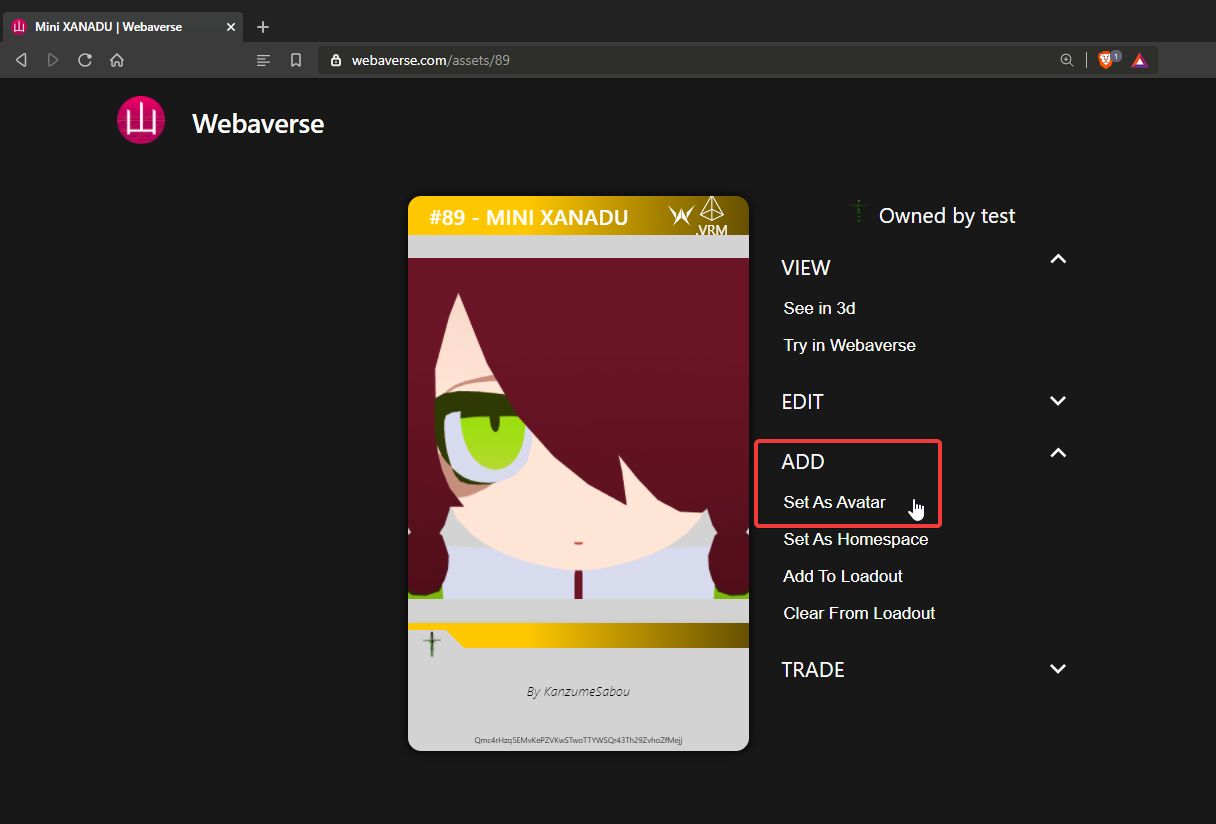 Mini XANADU | Webaverse
webaverse.com/assets/89
1
Webaverse
#89 - MINI XANADU
.VRM
By KanzumeSabou
Owned by test
VIEW
See in 3d
Try in Webaverse
EDIT
ADD
Set As Avatar
Set As Homespace
Add To Loadout
Clear From Loadout
TRADE